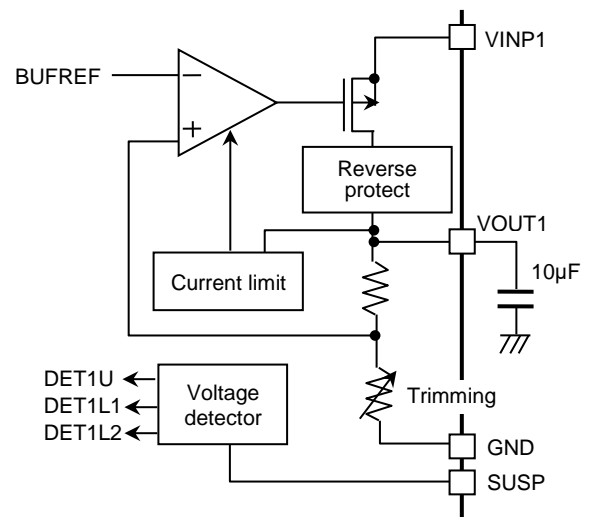 VINP1
BUFREF
−
+
Reverse
protect
VOUT1
10µF
Current limit
DET1U
DET1L1
DET1L2
Voltage
detector
Trimming
GND
SUSP